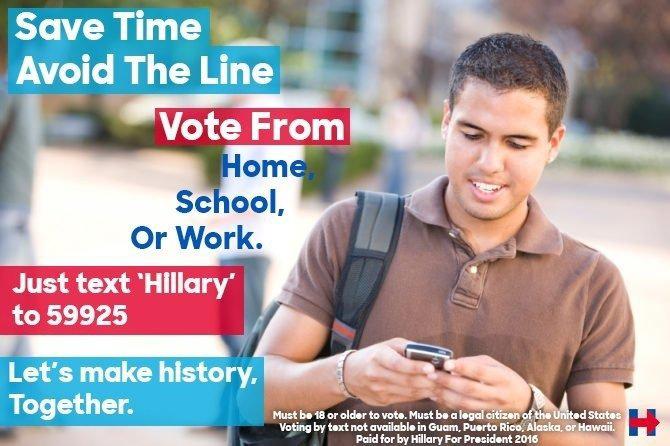 Save Time
Avoid The Line
Vote From
Home,
School,
Or Work.
Just text ‘Hillary’
to 59925
Let’s make history,
Together.
Must be 18 or older to vote. Must be a legal citizen of the United States
Voting by text not available in Guam, Puerto Rico, Alaska, or Hawaii.
Paid for by Hillary For President 2016
H